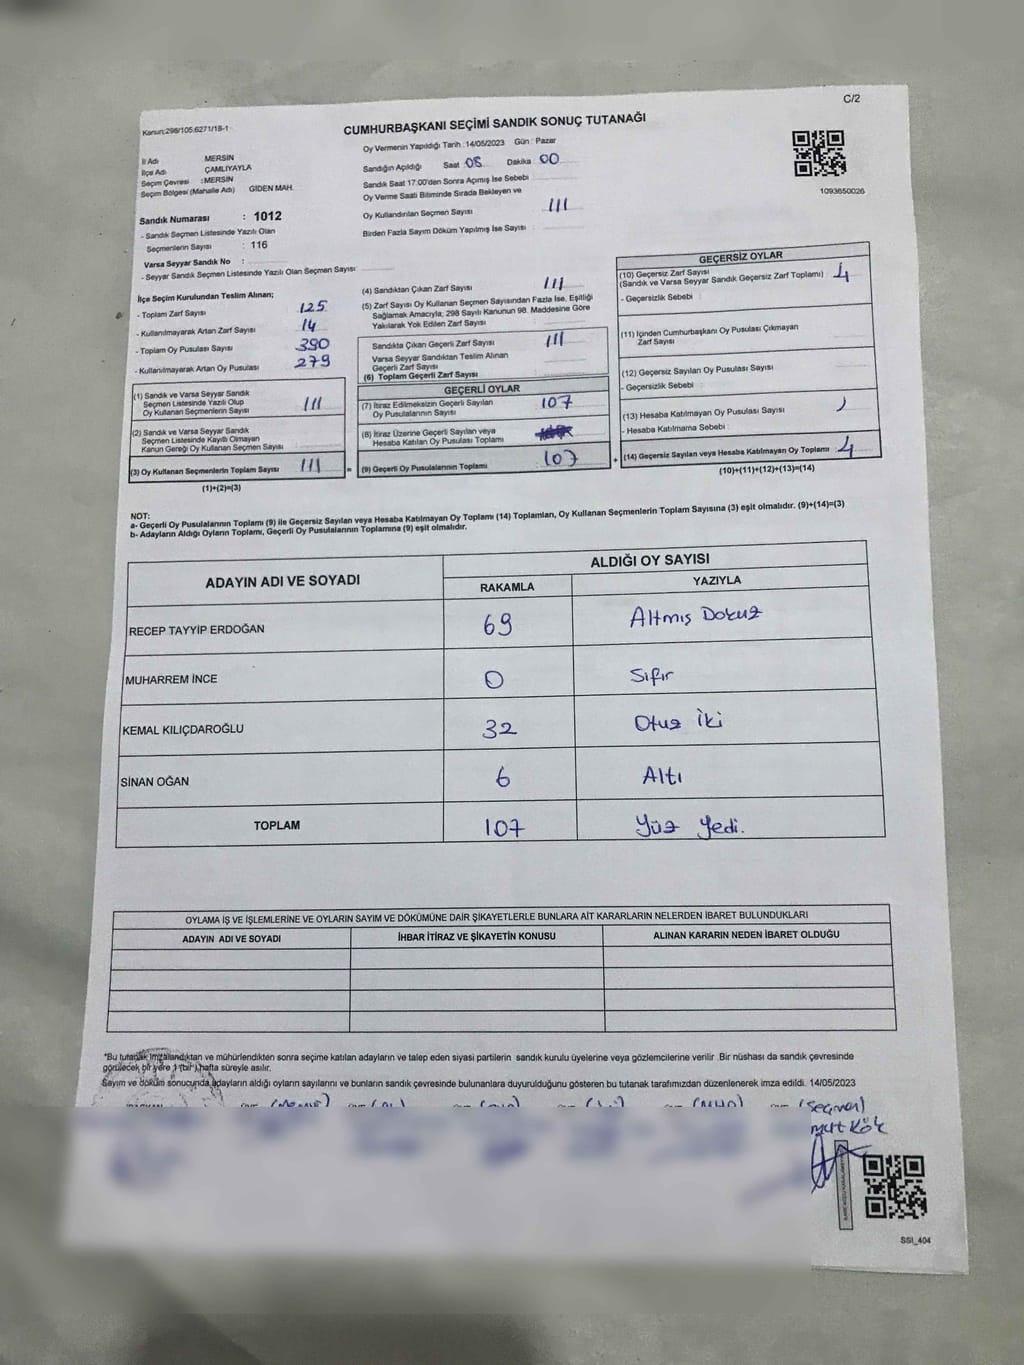 C/2
Kanun:298/105.6271/18-1
CUMHURBAŞKANI SEÇİMİ SANDIK SONUÇ TUTANAĞI
İl Adı MERSİN
İlçe Adı ÇAMLIYAYLA
Seçim Çevresi : MERSİN
Seçim Bölgesi (Mahalle Adı) GİDEN MAH.
Sandık Numarası : 1012
- Sandık Seçmen Listesinde Yazılı Olan
Seçmenlerin Sayısı : 116
Varsa Seyyar Sandık No :
- Seyyar Sandık Seçmen Listesinde Yazılı Olan Seçmen Sayısı
Oy Vermenin Yapıldığı Tarih :14/05/2023 Gün : Pazar
Sandığın Açıldığı Saat 08 Dakika 00
Sandık Saat 17:00'den Sonra Açımış İse Sebebi
Oy Verme Saati Bitiminde Sırada Bekleyen ve
Oy Kullandırılan Seçmen Sayısı 111
Birden Fazla Sayım Döküm Yapılmış İse Sayısı :
1093650026
İlçe Seçim Kurulundan Teslim Alınan;
- Toplam Zarf Sayısı 125
- Kullanılmayarak Artan Zarf Sayısı 14
- Toplam Oy Pusulası Sayısı 390
- Kullanılmayarak Artan Oy Pusulası 279
(1) Sandık ve Varsa Seyyar Sandık
Seçmen Listesinde Yazılı Olup
Oy Kullanan Seçmenlerin Sayısı 111
(2) Sandık ve Varsa Seyyar Sandık
Seçmen Listesinde Kayıtlı Olmayan
Kanun Gereği Oy Kullanan Seçmen Sayısı
(3) Oy Kullanan Seçmenlerin Toplam Sayısı 111 =
(1)+(2)=(3)
(4) Sandıktan Çıkan Zarf Sayısı 111
(5) Zarf Sayısı Oy Kullanan Seçmen Sayısından Fazla İse, Eşitliği
Sağlamak Amacıyla; 298 Sayılı Kanunun 98. Maddesine Göre
Yakılarak Yok Edilen Zarf Sayısı
Sandıkta Çıkan Geçerli Zarf Sayısı 111
Varsa Seyyar Sandıktan Teslim Alınan
Geçerli Zarf Sayısı
(6) Toplam Geçerli Zarf Sayısı
GEÇERLİ OYLAR
(7) İtiraz Edilmeksizin Geçerli Sayılan
Oy Pusulalarının Sayısı 107
(8) İtiraz Üzerine Geçerli Sayılan veya
Hesaba Katılan Oy Pusulası Toplamı
(9) Geçerli Oy Pusulalarının Toplamı 107 +
GEÇERSİZ OYLAR
(10) Geçersiz Zarf Sayısı 4
(Sandık ve Varsa Seyyar Sandık Geçersiz Zarf Toplamı)
- Geçersizlik Sebebi :
(11) İçinden Cumhurbaşkanı Oy Pusulası Çıkmayan
Zarf Sayısı
(12) Geçersiz Sayılan Oy Pusulası Sayısı
- Geçersizlik Sebebi :
(13) Hesaba Katılmayan Oy Pusulası Sayısı
- Hesaba Katılmama Sebebi :
(14) Geçersiz Sayılan veya Hesaba Katılmayan Oy Toplamı 4
(10)+(11)+(12)+(13)=(14)
NOT:
a- Geçerli Oy Pusulalarının Toplamı (9) ile Geçersiz Sayılan veya Hesaba Katılmayan Oy Toplamı (14) Toplamları, Oy Kullanan Seçmenlerin Toplam Sayısına (3) eşit olmalıdır. (9)+(14)=(3)
b- Adayların Aldığı Oyların Toplamı, Geçerli Oy Pusulalarının Toplamına (9) eşit olmalıdır.
ADAYIN ADI VE SOYADI ALDIĞI OY SAYISI
RAKAMLA YAZIYLA
RECEP TAYYİP ERDOĞAN 69 Altmış Dokuz
MUHARREM İNCE 0 Sıfır
KEMAL KILIÇDAROĞLU 32 Otuz İki
SİNAN OĞAN 6 Altı
TOPLAM 107 Yüz Yedi.
OYLAMA İŞ VE İŞLEMLERİNE VE OYLARIN SAYIM VE DÖKÜMÜNE DAİR ŞİKAYETLERLE BUNLARA AİT KARARLARIN NELERDEN İBARET BULUNDUKLARI
ADAYIN ADI VE SOYADI İHBAR İTİRAZ VE ŞİKAYETİN KONUSU ALINAN KARARIN NEDEN İBARET OLDUĞU
"Bu tutanak imzalandıktan ve mühürlendikten sonra seçime katılan adayların ve talep eden siyasi partilerin sandık kurulu üyelerine veya gözlemcilerine verilir .Bir nüshası da sandık çevresinde
görülecek bir yere 1 (bir) hafta süreyle asılır.
Sayım ve döküm sonucunda adayların aldığı oyların sayılarını ve bunların sandık çevresinde bulunanlara duyurulduğunu gösteren bu tutanak tarafımızdan düzenlenerek imza edildi. 14/05/2023
SSI_404